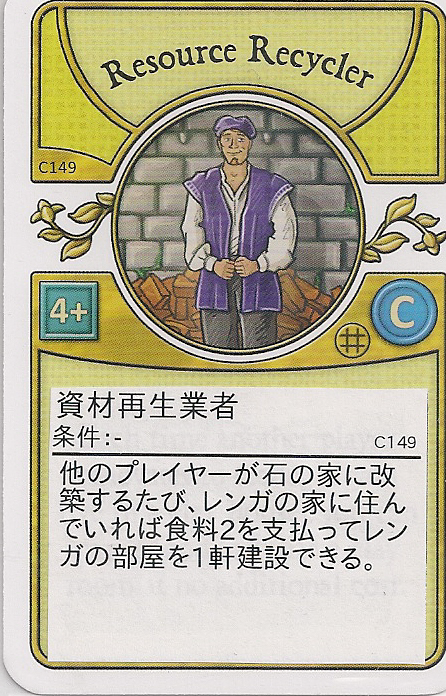 Resource Recycler
C149
4+
C
資材再生業者
条件:-
C149
他のプレイヤーが石の家に改
築するたび、レンガの家に住ん
でいれば食料2を支払ってレン
ガの部屋を1軒建設できる。